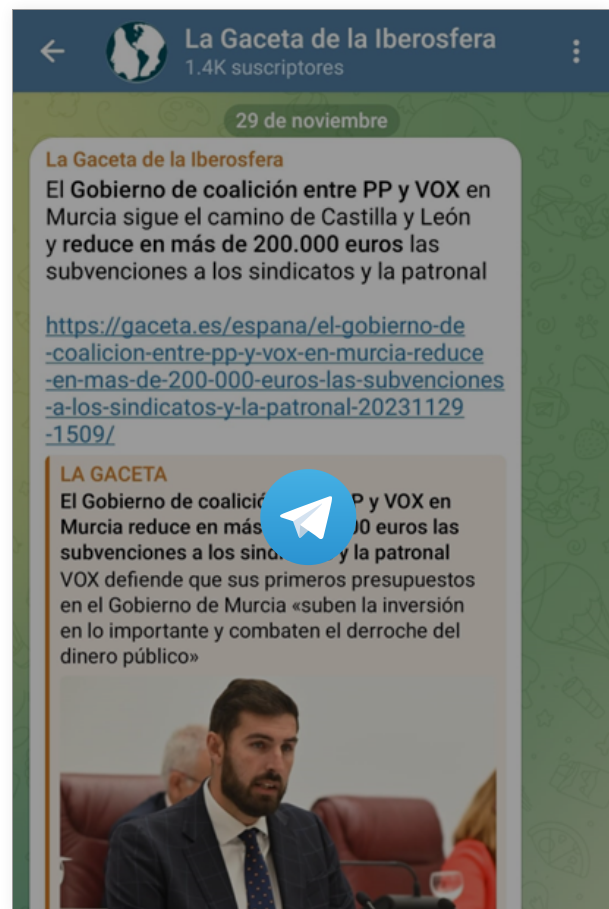 La Gaceta de la Iberosfera
1.4K suscriptores
29 de noviembre
La Gaceta de la Iberosfera
El Gobierno de coalición entre PP y VOX en
Murcia sigue el camino de Castilla y León
y reduce en más de 200.000 euros las
subvenciones a los sindicatos y la patronal
https://gaceta.es/espana/el-gobierno-de
-coalicion-entre-pp-y-vox-en-murcia-reduce
-en-mas-de-200-000-euros-las-subvenciones
-a-los-sindicatos-y-la-patronal-20231129
-1509/
LA GACETA
El Gobierno de P y VOX en
Murcia reduce en más euros las
subvenciones a los y la patronal
VOX defiende que sus primeros presupuestos
en el Gobierno de Murcia «suben la inversión
en lo importante y combaten el derroche del
dinero público»